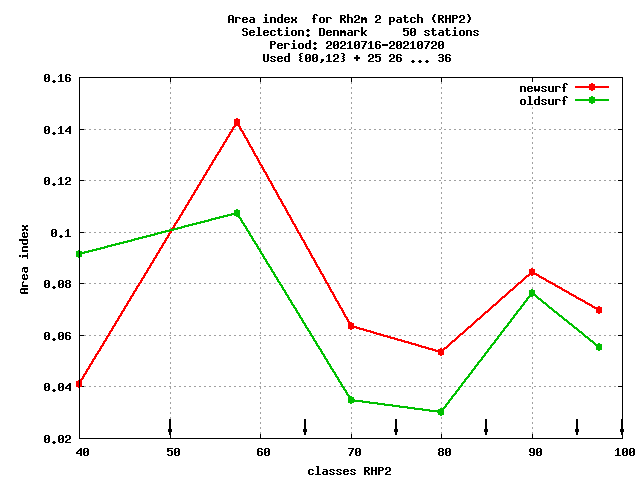 Area index  for Rh2m 2 patch (RHP2)
Selection: Denmark     50 stations
Period: 20210716-20210720
Used {00,12} + 25 26 ... 36
newsurf
oldsurf
0.16
0.14
0.12
0.1
0.08
0.06
0.04
0.02
Area index
40 50 60 70 80 90 100
classes RHP2